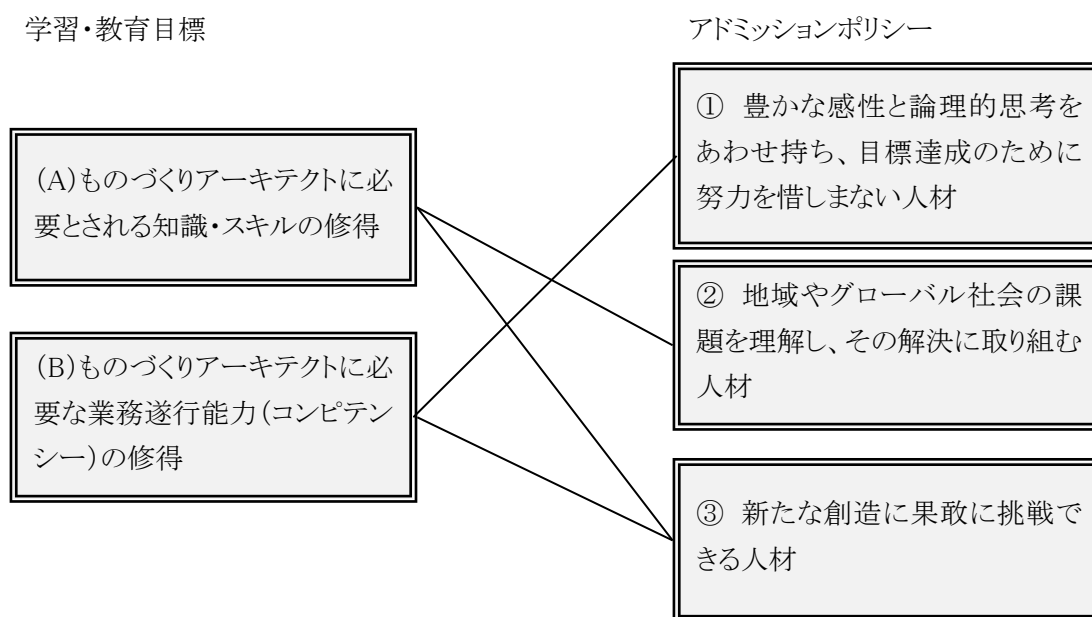 学習・教育目標
(A)ものづくりアーキテクトに必
要とされる知識・スキルの修得
(B)ものづくりアーキテクトに必
要な業務遂行能力(コンピテン
シー)の修得
アドミッションポリシー
① 豊かな感性と論理的思考を
あわせ持ち、目標達成のために
努力を惜しまない人材
② 地域やグローバル社会の課
題を理解し、その解決に取り組む
人材
③ 新たな創造に果敢に挑戦で
きる人材